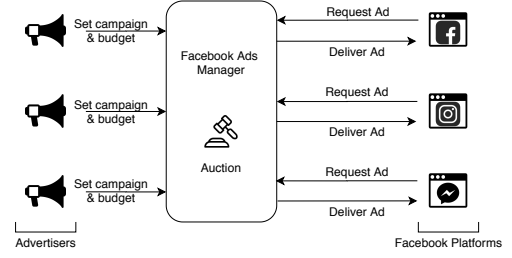 Set campaign
& budget
Request Ad
Deliver Ad
Facebook Ads
Manager
Set campaign
& budget
Request Ad
Deliver Ad
Auction
Set campaign
& budget
Request Ad
Deliver Ad
Advertisers
Facebook Platforms